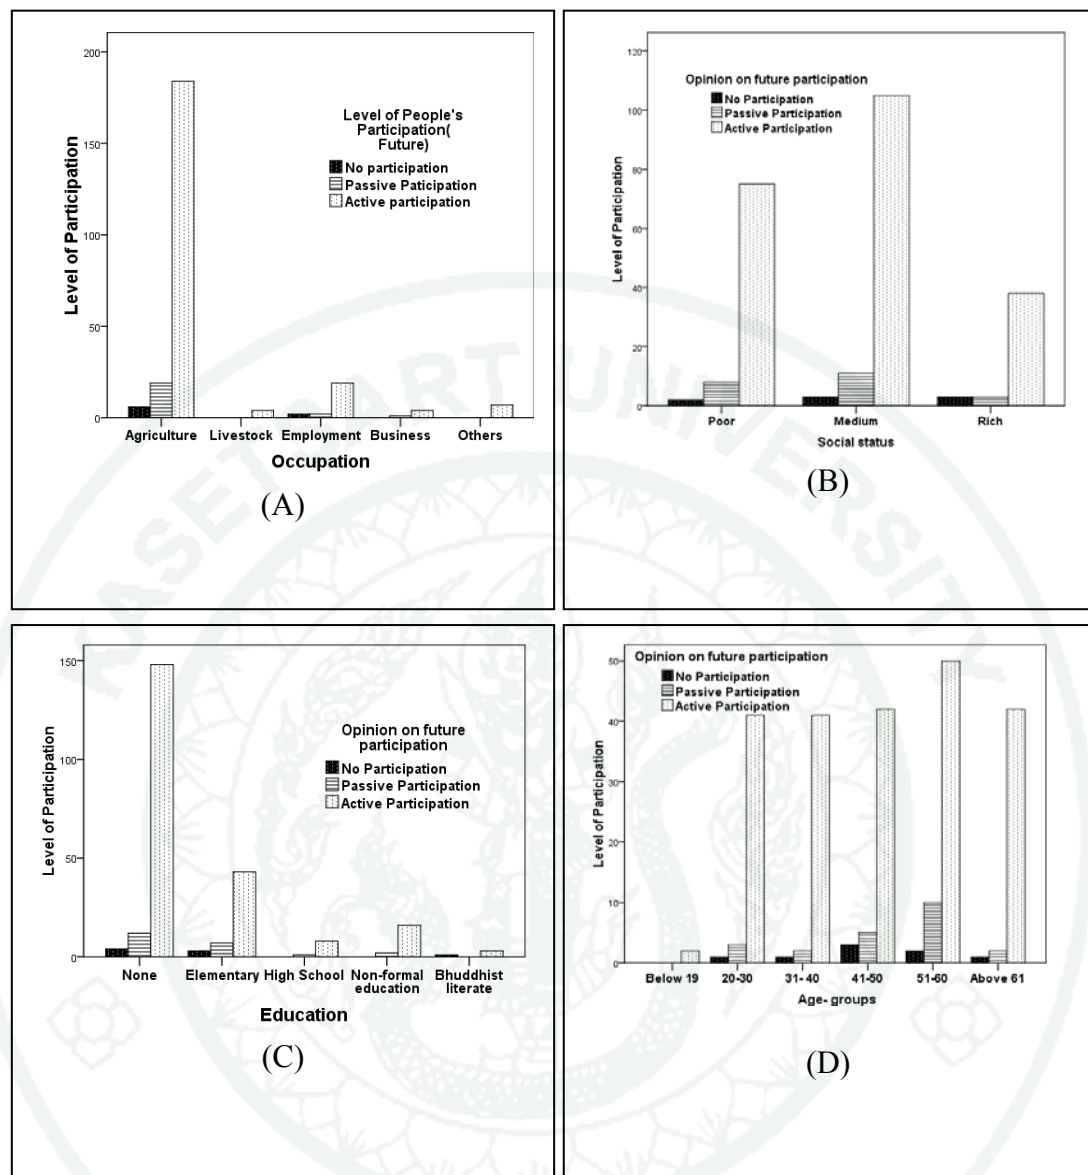 200
150
100
50
0
Level of Participation
Level of People's
Participation(
Future)
No participation
Passive Paticipation
Active participation
Agriculture Livestock Employment Business Others
Occupation
(A)
120
100
80
60
40
20
0
Level of Participation
Opinion on future participation
No Participation
Passive Participation
Active Participation
Poor Medium Rich
Social status
(B)
150
100
50
0
Level of Participation
Opinion on future
participation
No Participation
Passive Participation
Active Participation
None Elementary High School Non-formal education Bhuddhist literate
Education
(C)
50
40
30
20
10
0
Level of Participation
Opinion on future participation
No Participation
Passive Participation
Active Participation
Below 19 20-30 31- 40 41-50 51-60 Above 61
Age- groups
(D)
KASETSART UNIVERSITY